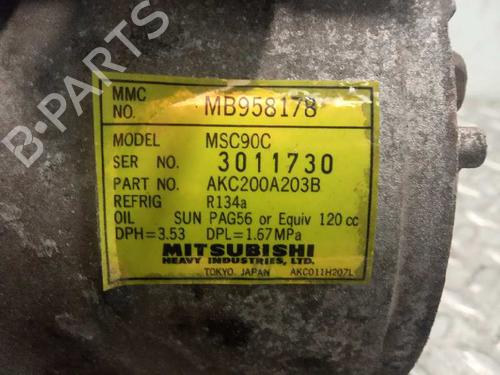 MMC
NO. MB958178
MODEL MSC90C
SER NO. 3011730
PART NO. AKC200A203B
REFRIG R134a
OIL SUN PAG56 or Equiv 120 cc
DPH=3.53 DPL=1.67MPa
MITSUBISHI
HEAVY INDUSTRIES, LTD.
TOKYO, JAPAN AKC011H207L
B-PARTS